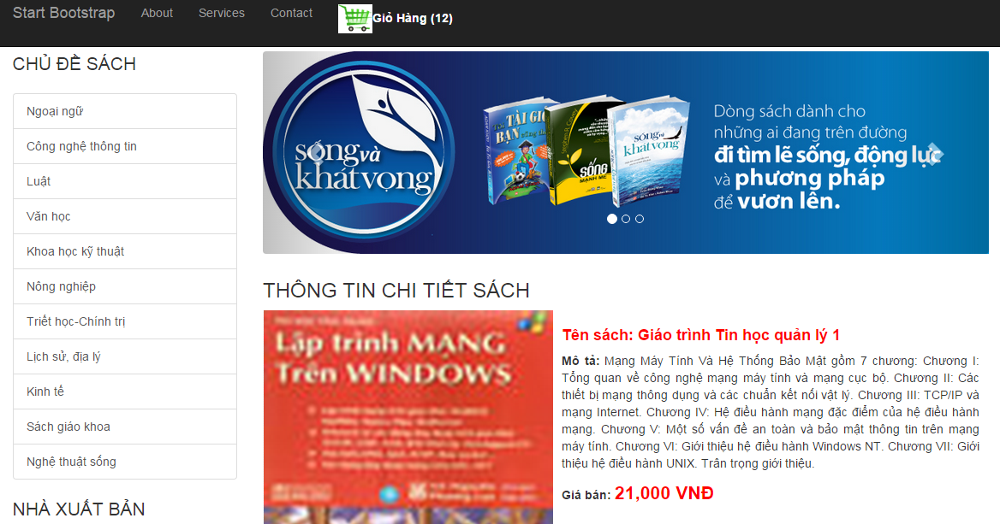 Start Bootstrap
About
Services
Contact
Giỏ Hàng (12)
CHỦ ĐỀ SÁCH
Ngoại ngữ
Công nghệ thông tin
Luật
Văn học
Khoa học kỹ thuật
Nông nghiệp
Triết học-Chính trị
Lịch sử, địa lý
Kinh tế
Sách giáo khoa
Nghệ thuật sống
NHÀ XUẤT BẢN
sống và
khát vọng
TÀI GIỎI
BẠN
Stephen R. Covey
SỐNG
MẠNH MẼ
sống và
khát vọng
Dòng sách dành cho
những ai đang trên đường
đi tìm lẽ sống, động lực
và phương pháp
để vươn lên.
THÔNG TIN CHI TIẾT SÁCH
Lập trình MẠNG
Trên WINDOWS
Tên sách: Giáo trình Tin học quản lý 1
Mô tả: Mạng Máy Tính Và Hệ Thống Bảo Mật gồm 7 chương: Chương I:
Tổng quan về công nghệ mạng máy tính và mạng cục bộ. Chương II: Các
thiết bị mạng thông dụng và các chuẩn kết nối vật lý. Chương III: TCP/IP và
mạng Internet. Chương IV: Hệ điều hành mạng đặc điểm của hệ điều hành
mạng. Chương V: Một số vấn đề an toàn và bảo mật thông tin trên mạng
máy tính. Chương VI: Giới thiệu hệ điều hành Windows NT. Chương VII: Giới
thiệu hệ điều hành UNIX. Trân trọng giới thiệu.
Giá bán: 21,000 VNĐ